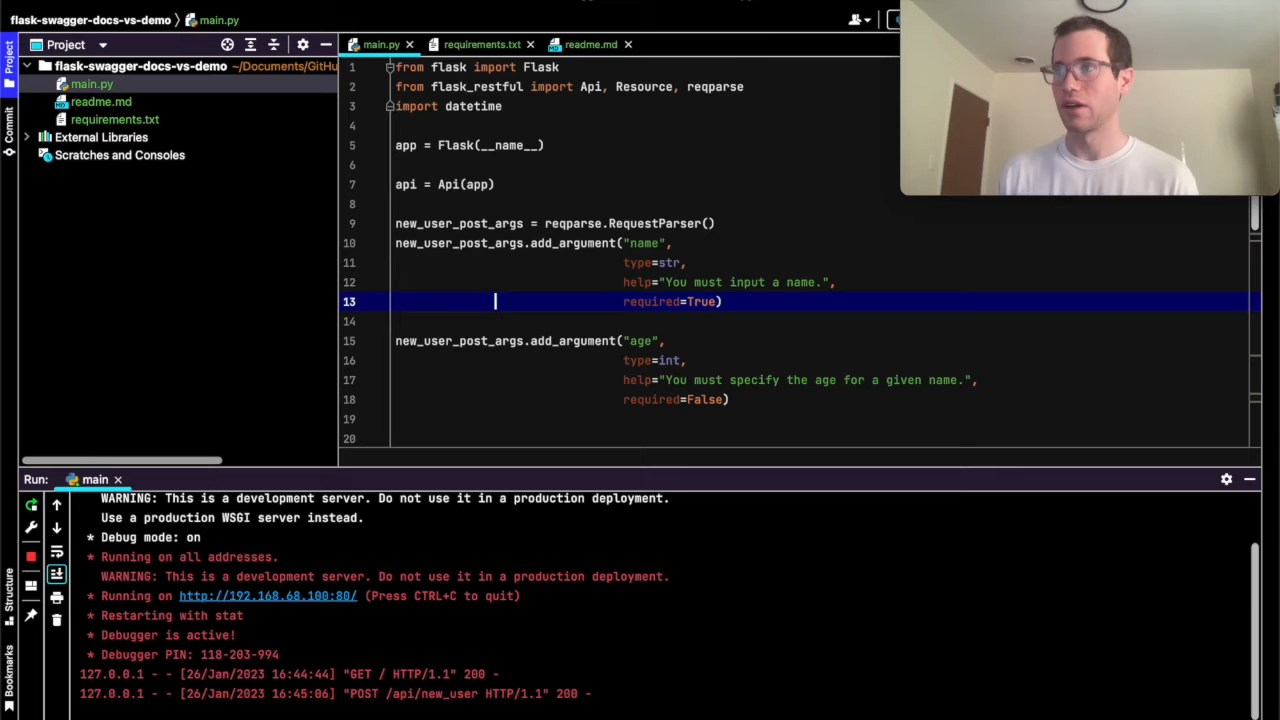 flask-swagger-docs-vs-demo
main.py
Project
main.py
requirements.txt
readme.md
Project
Commit
Structure
Bookmarks
flask-swagger-docs-vs-demo ~/Documents/GitHu
main.py
readme.md
requirements.txt
External Libraries
Scratches and Consoles
1 from flask import Flask
2 from flask_restful import Api, Resource, reqparse
3 import datetime
4
5 app = Flask(__name__)
6
7 api = Api(app)
8
9 new_user_post_args = reqparse.RequestParser()
10 new_user_post_args.add_argument("name",
11 type=str,
12 help="You must input a name.",
13 required=True)
14
15 new_user_post_args.add_argument("age",
16 type=int,
17 help="You must specify the age for a given name.",
18 required=False)
19
20
Run: main
WARNING: This is a development server. Do not use it in a production deployment.
Use a production WSGI server instead.
* Debug mode: on
* Running on all addresses.
WARNING: This is a development server. Do not use it in a production deployment.
* Running on http://192.168.68.100:80/ (Press CTRL+C to quit)
* Restarting with stat
* Debugger is active!
* Debugger PIN: 118-203-994
127.0.0.1 - - [26/Jan/2023 16:44:44] "GET / HTTP/1.1" 200 -
127.0.0.1 - - [26/Jan/2023 16:45:06] "POST /api/new_user HTTP/1.1" 200 -